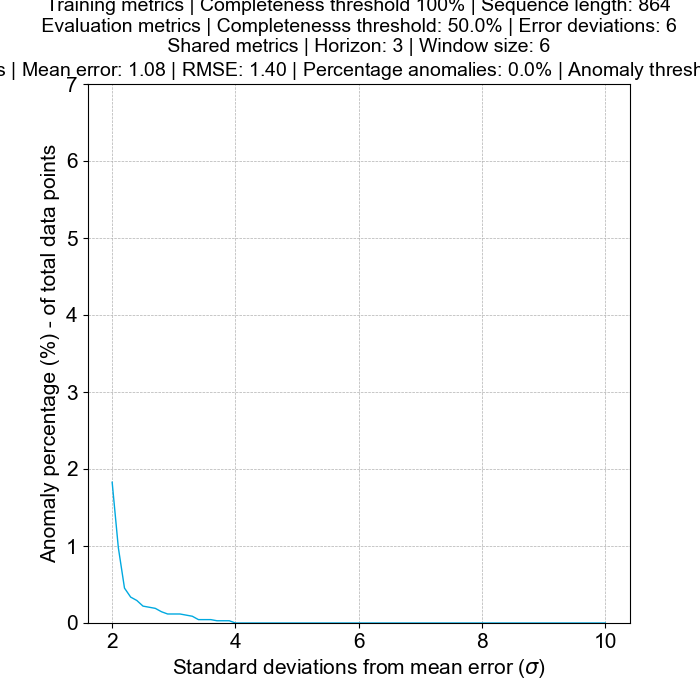 Training metrics | Completeness threshold 100% | Sequence length: 864
Evaluation metrics | Completenesss threshold: 50.0% | Error deviations: 6
Shared metrics | Horizon: 3 | Window size: 6
| Mean error: 1.08 | RMSE: 1.40 | Percentage anomalies: 0.0% | Anomaly
7
6
5
4
3
2
1
0
Anomaly percentage (%) - of total data points
2 4 6 8 10
Standard deviations from mean error (σ)